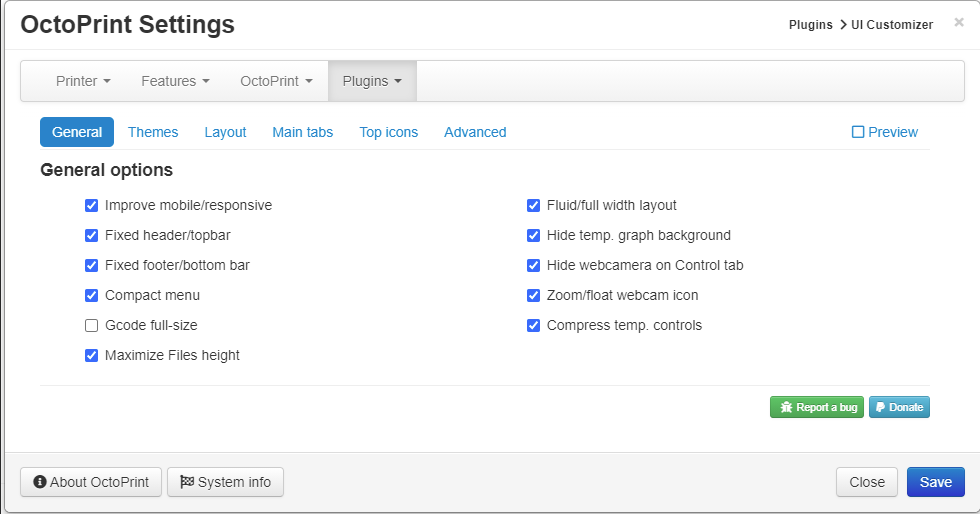 OctoPrint Settings
Plugins > UI Customizer
×
Printer
Features
OctoPrint
Plugins
General
Themes
Layout
Main tabs
Top icons
Advanced
Preview
General options
Improve mobile/responsive
Fixed header/topbar
Fixed footer/bottom bar
Compact menu
Gcode full-size
Maximize Files height
Fluid/full width layout
Hide temp. graph background
Hide webcamera on Control tab
Zoom/float webcam icon
Compress temp. controls
Report a bug
Donate
About OctoPrint
System info
Close
Save